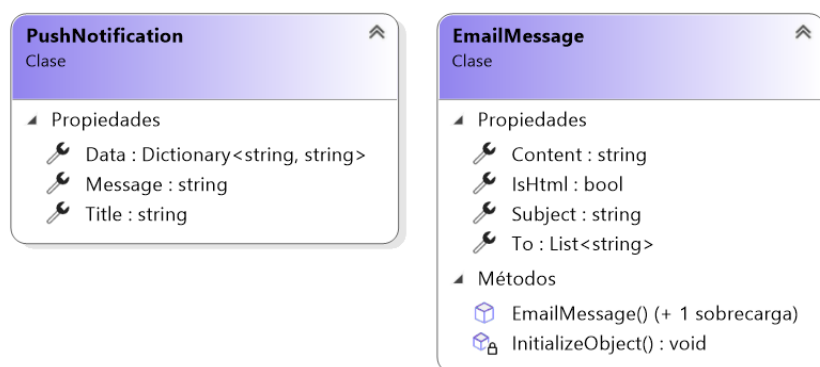 PushNotification
Clase
Propiedades
Data : Dictionary<string, string>
Message : string
Title : string
EmailMessage
Clase
Propiedades
Content : string
IsHtml : bool
Subject : string
To : List<string>
Métodos
EmailMessage() (+ 1 sobrecarga)
InitializeObject() : void